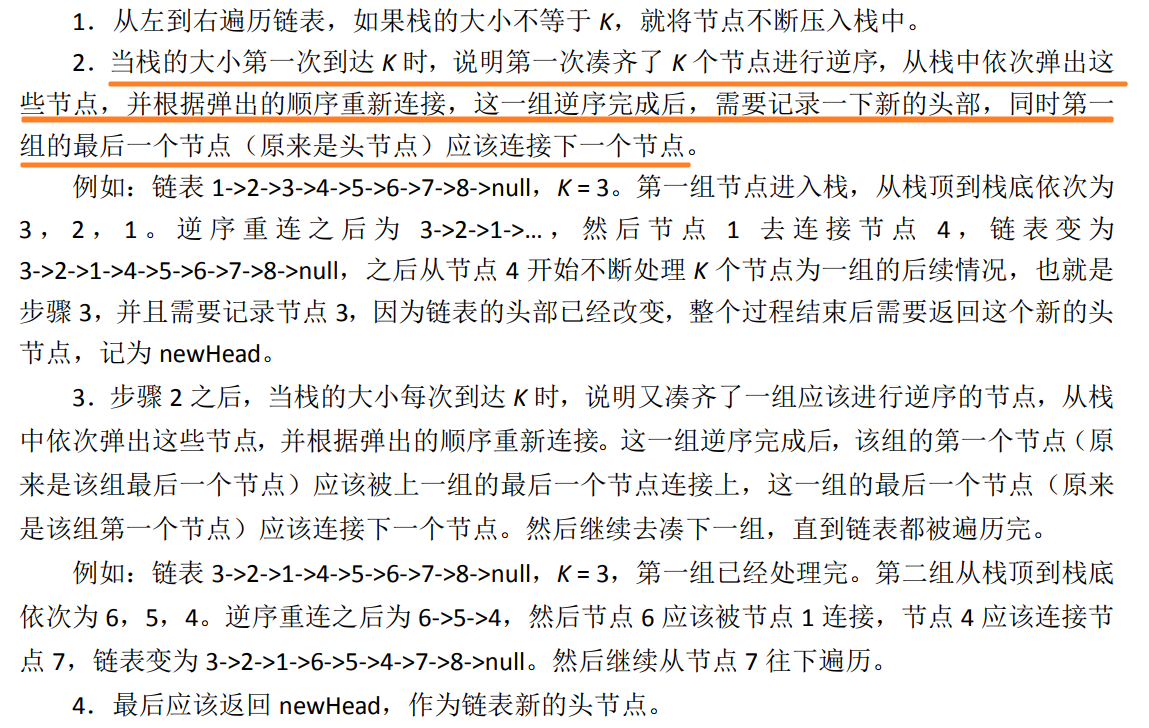 1．从左到右遍历链表，如果栈的大小不等于 K，就将节点不断压入栈中。
2．当栈的大小第一次到达 K 时，说明第一次凑齐了 K 个节点进行逆序，从栈中依次弹出这
些节点，并根据弹出的顺序重新连接，这一组逆序完成后，需要记录一下新的头部，同时第一
组的最后一个节点（原来是头节点）应该连接下一个节点。
例如：链表 1->2->3->4->5->6->7->8->null，K = 3。第一组节点进入栈，从栈顶到栈底依次为
3，2，1。逆序重连之后为 3->2->1->…，然后节点 1 去连接节点 4，链表变为
3->2->1->4->5->6->7->8->null，之后从节点 4 开始不断处理 K 个节点为一组的后续情况，也就是
步骤 3，并且需要记录节点 3，因为链表的头部已经改变，整个过程结束后需要返回这个新的头
节点，记为 newHead。
3．步骤 2 之后，当栈的大小每次到达 K 时，说明又凑齐了一组应该进行逆序的节点，从栈
中依次弹出这些节点，并根据弹出的顺序重新连接。这一组逆序完成后，该组的第一个节点（原
来是该组最后一个节点）应该被上一组的最后一个节点连接上，这一组的最后一个节点（原来
是该组第一个节点）应该连接下一个节点。然后继续去凑下一组，直到链表都被遍历完。
例如：链表 3->2->1->4->5->6->7->8->null，K = 3，第一组已经处理完。第二组从栈顶到栈底
依次为 6，5，4。逆序重连之后为 6->5->4，然后节点 6 应该被节点 1 连接，节点 4 应该连接节
点 7，链表变为 3->2->1->6->5->4->7->8->null。然后继续从节点 7 往下遍历。
4．最后应该返回 newHead，作为链表新的头节点。